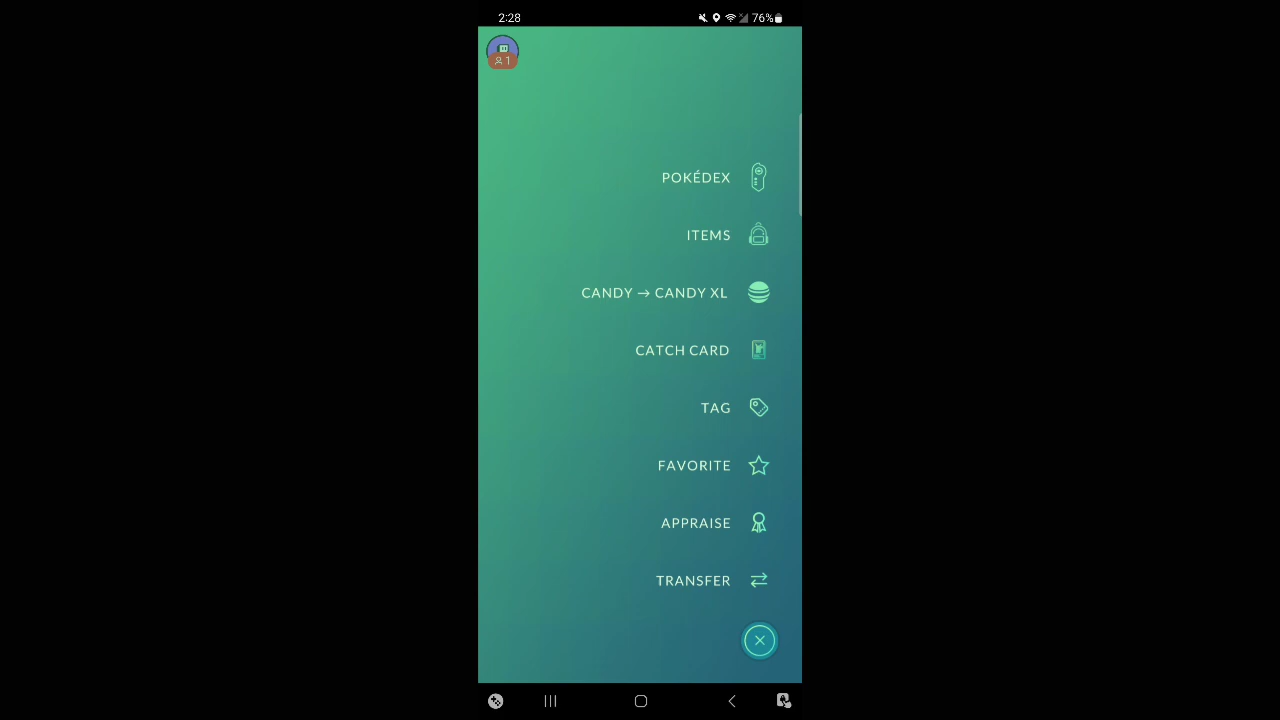 2:28
76%
1
POKÉDEX
ITEMS
CANDY → CANDY XL
CATCH CARD
TAG
FAVORITE
APPRAISE
TRANSFER